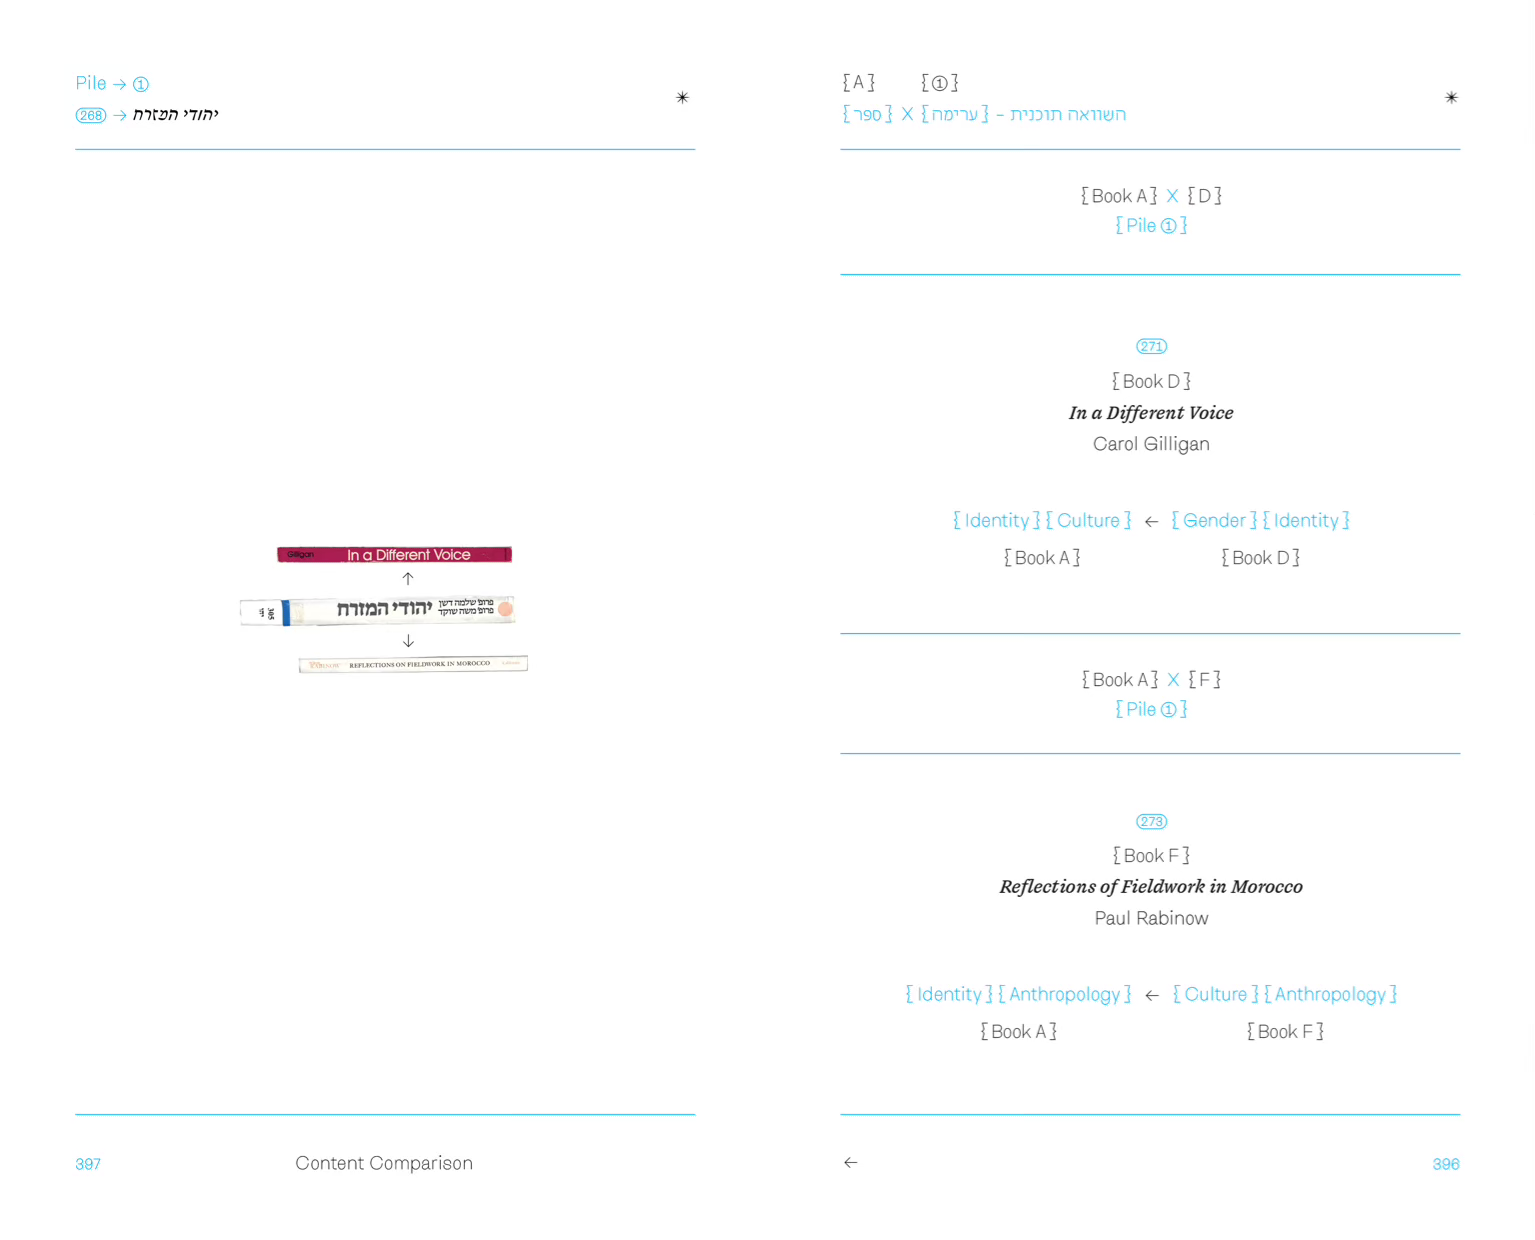 {A} {①}
{ספר} X {ערימה} – השוואה תוכנית
✴
{Book A} X {D}
{Pile ①}
271
{Book D}
In a Different Voice
Carol Gilligan
{Identity}{Culture} ← {Gender}{Identity}
{Book A} {Book D}
{Book A} X {F}
{Pile ①}
273
{Book F}
Reflections of Fieldwork in Morocco
Paul Rabinow
{Identity}{Anthropology} ← {Culture}{Anthropology}
{Book A} {Book F}
← 396
Pile → ①
268 → יהודי המזרח
✴
Gilligan In a Different Voice
↑
יהודי המזרח
פרופ' שלמה דשן
פרופ' משה שוקד
305
↓
RABINOW REFLECTIONS ON FIELDWORK IN MOROCCO
397 Content Comparison